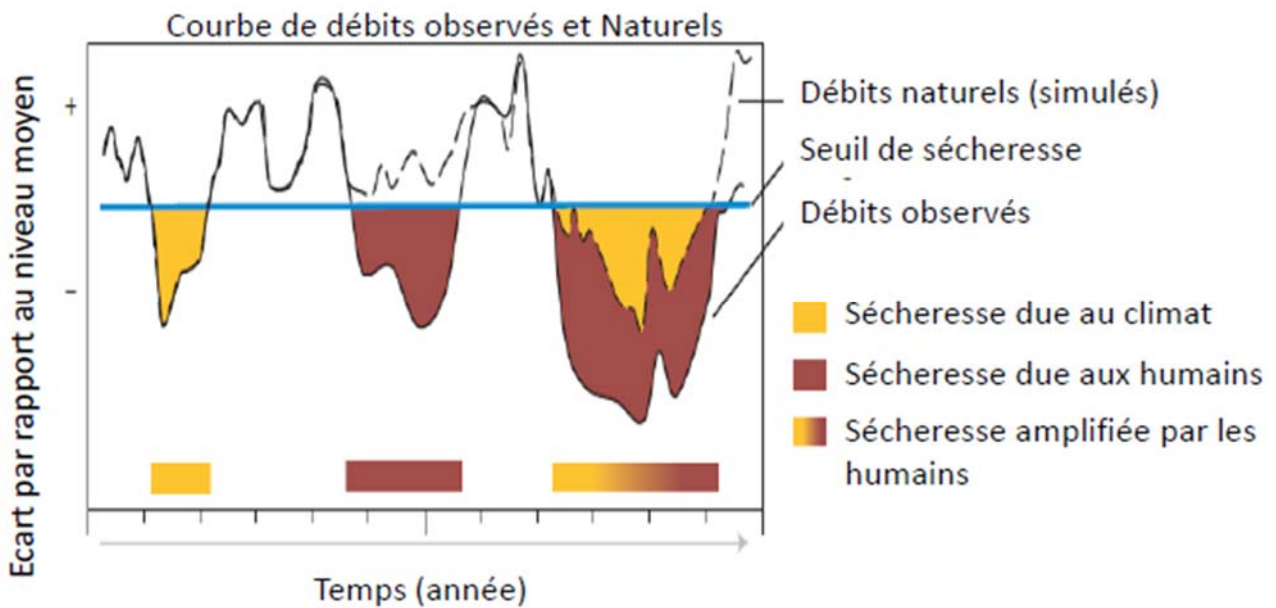 Courbe de débits observés et Naturels
Ecart par rapport au niveau moyen
+
-
Débits naturels (simulés)
Seuil de sécheresse
Débits observés
Sécheresse due au climat
Sécheresse due aux humains
Sécheresse amplifiée par les
humains
Temps (année)